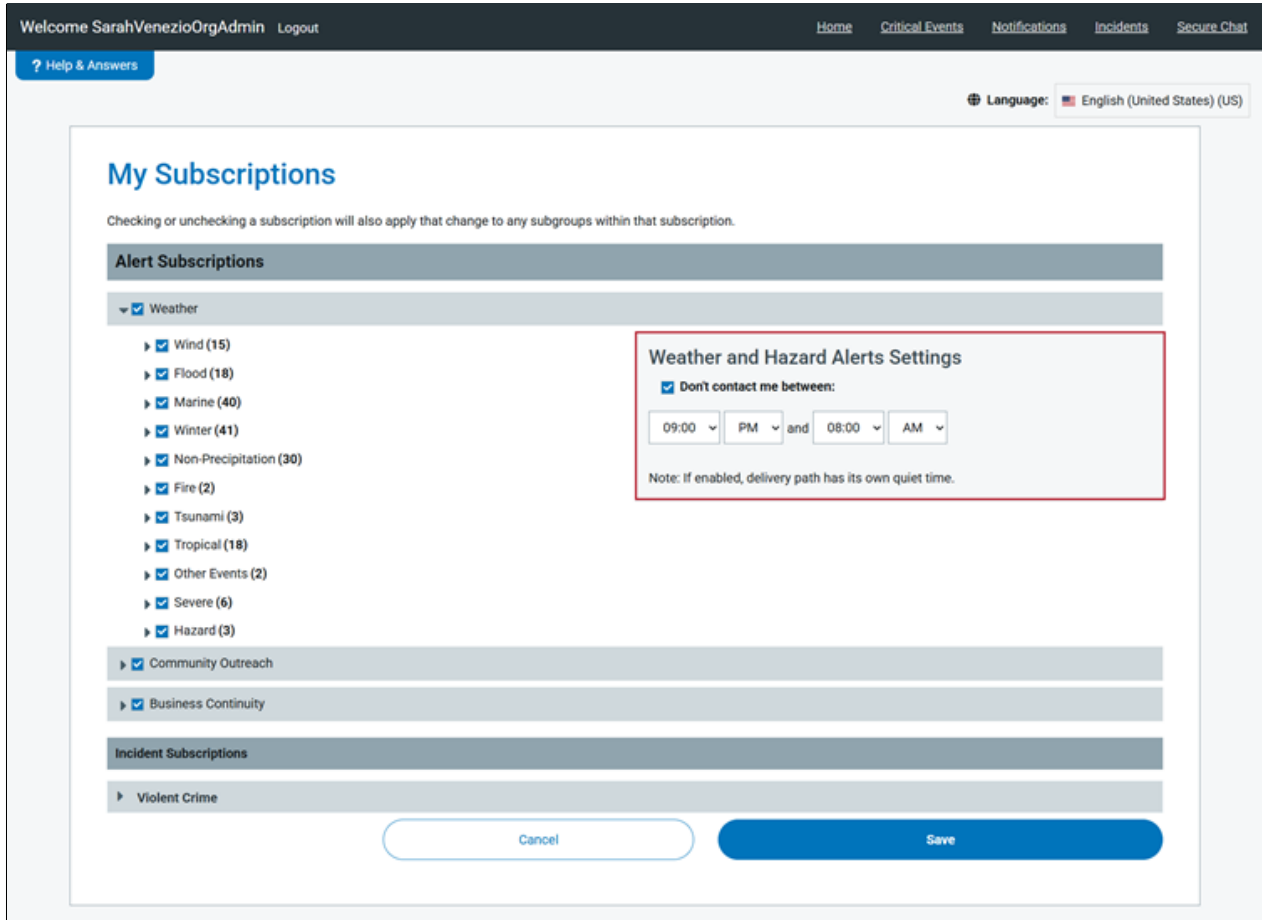 Welcome SarahVenezioOrgAdmin Logout Home Critical Events Notifications Incidents Secure Chat
? Help & Answers
Language: English (United States) (US)
My Subscriptions
Checking or unchecking a subscription will also apply that change to any subgroups within that subscription.
Alert Subscriptions
Weather
Wind (15)
Flood (18)
Marine (40)
Winter (41)
Non-Precipitation (30)
Fire (2)
Tsunami (3)
Tropical (18)
Other Events (2)
Severe (6)
Hazard (3)
Weather and Hazard Alerts Settings
Don't contact me between:
09:00 PM and 08:00 AM
Note: If enabled, delivery path has its own quiet time.
Community Outreach
Business Continuity
Incident Subscriptions
Violent Crime
Cancel Save